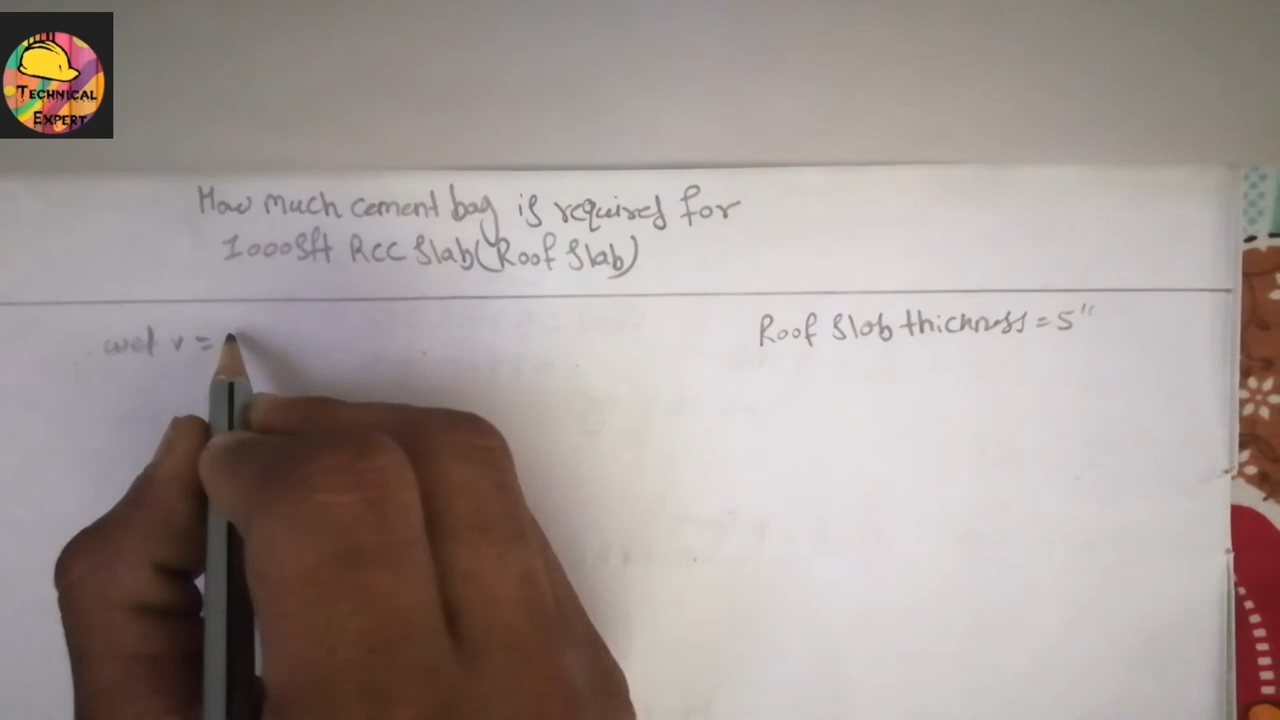 TECHNICAL
EXPERT
How much cement bag is required for
1000sft Rcc slab (Roof slab)
wet v =
Roof slab thickness = 5"